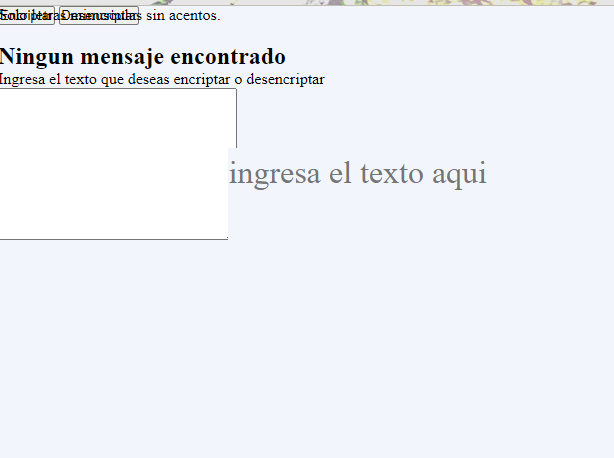 Solo letras minusculas sin acentos.
Encriptar Desencriptar
Ningun mensaje encontrado
Ingresa el texto que deseas encriptar o desencriptar
ingresa el texto aqui